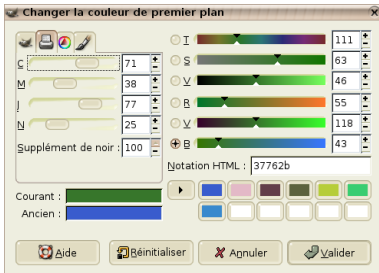 Changer la couleur de premier plan
C 71
M 38
J 77
N 25
Supplément de noir : 100
T 111
S 63
V 46
R 55
V 118
B 43
Notation HTML : 37762b
Courant :
Ancien :
Aide
Réinitialiser
Annuler
Valider